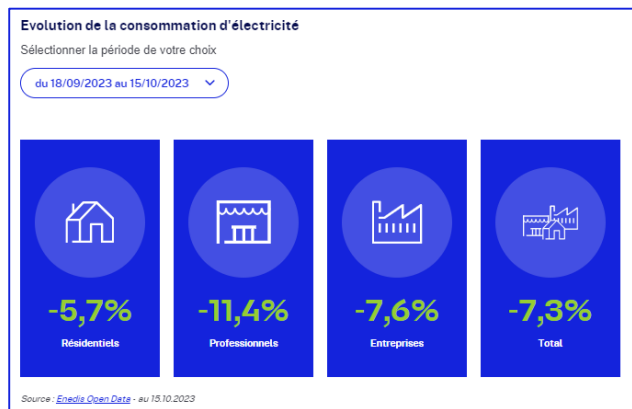 Evolution de la consommation d'électricité
Sélectionner la période de votre choix
du 18/09/2023 au 15/10/2023
-5,7%
Résidentiels
-11,4%
Professionnels
-7,6%
Entreprises
-7,3%
Total
Source : Enedis Open Data - au 15.10.2023